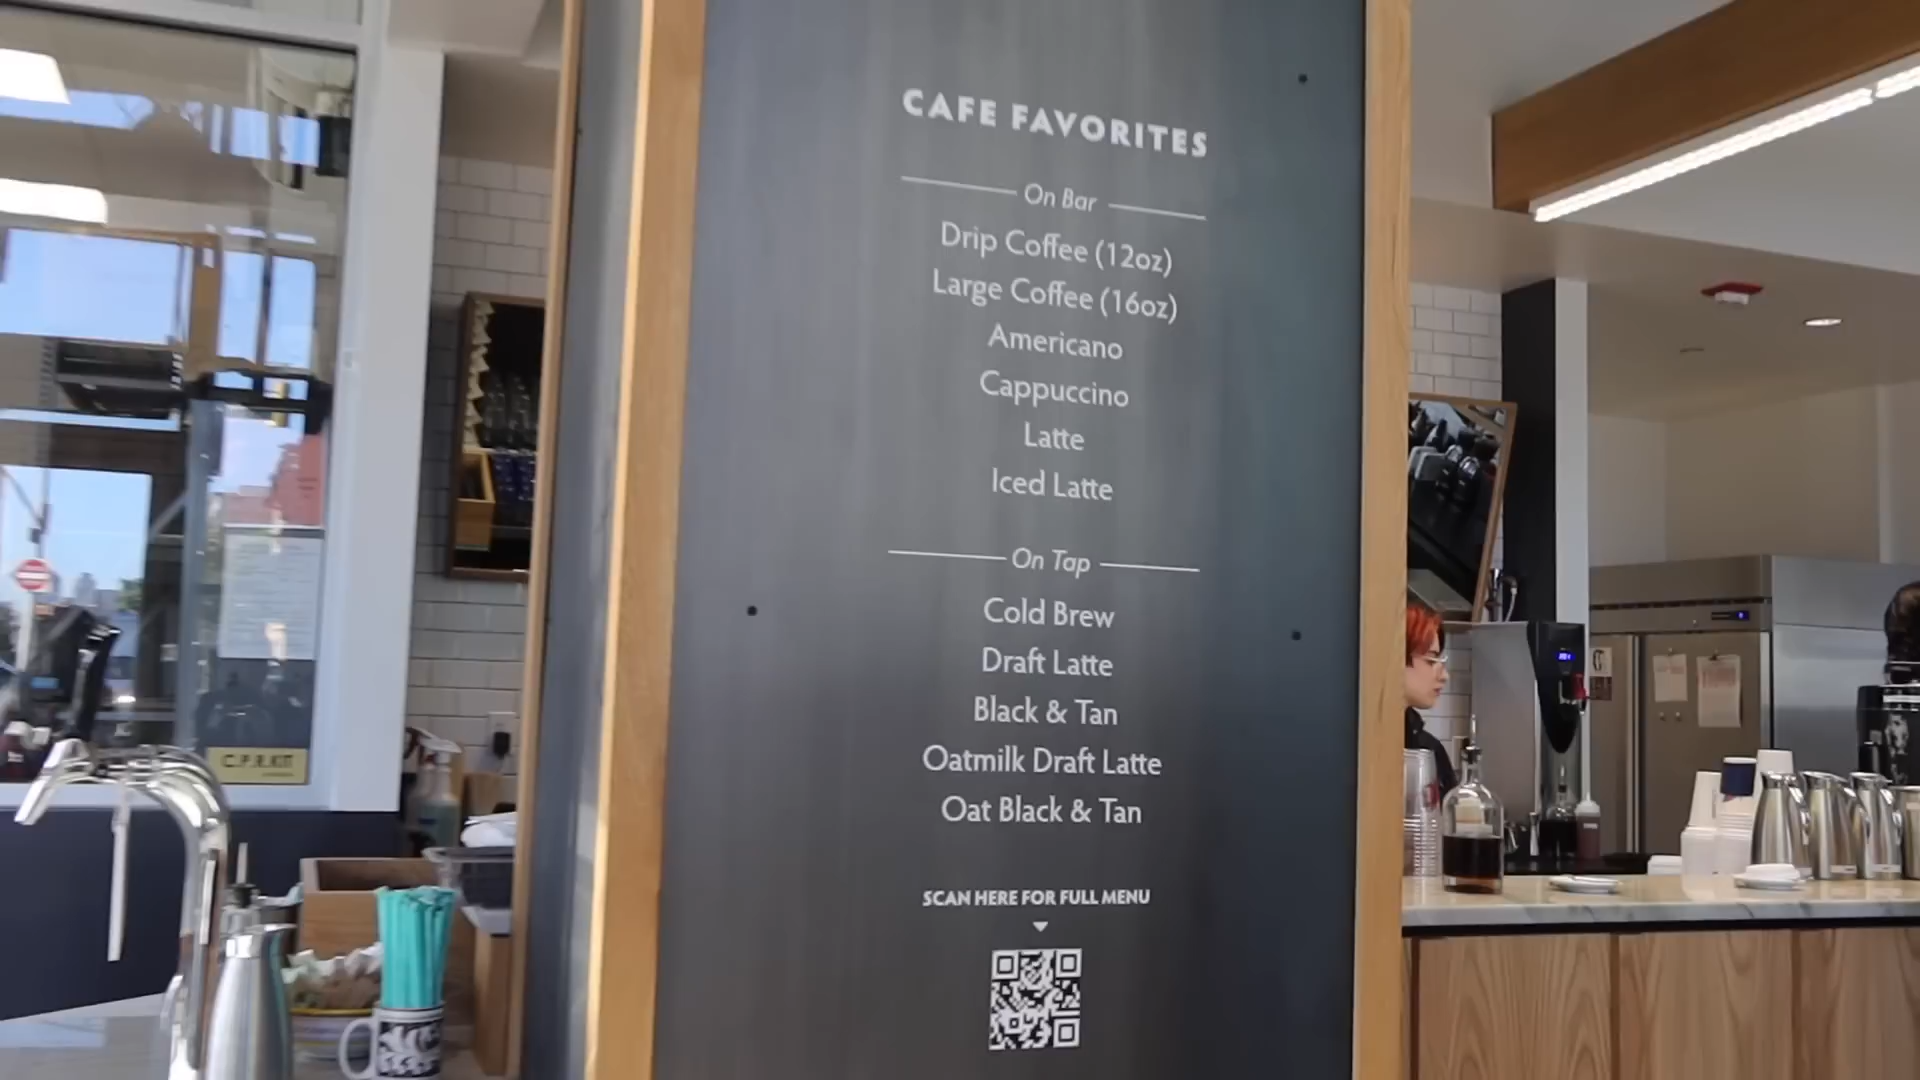 CAFE FAVORITES
On Bar
Drip Coffee (12oz)
Large Coffee (16oz)
Americano
Cappuccino
Latte
Iced Latte
On Tap
Cold Brew
Draft Latte
Black & Tan
Oatmilk Draft Latte
Oat Black & Tan
SCAN HERE FOR FULL MENU
C.P.R. KIT